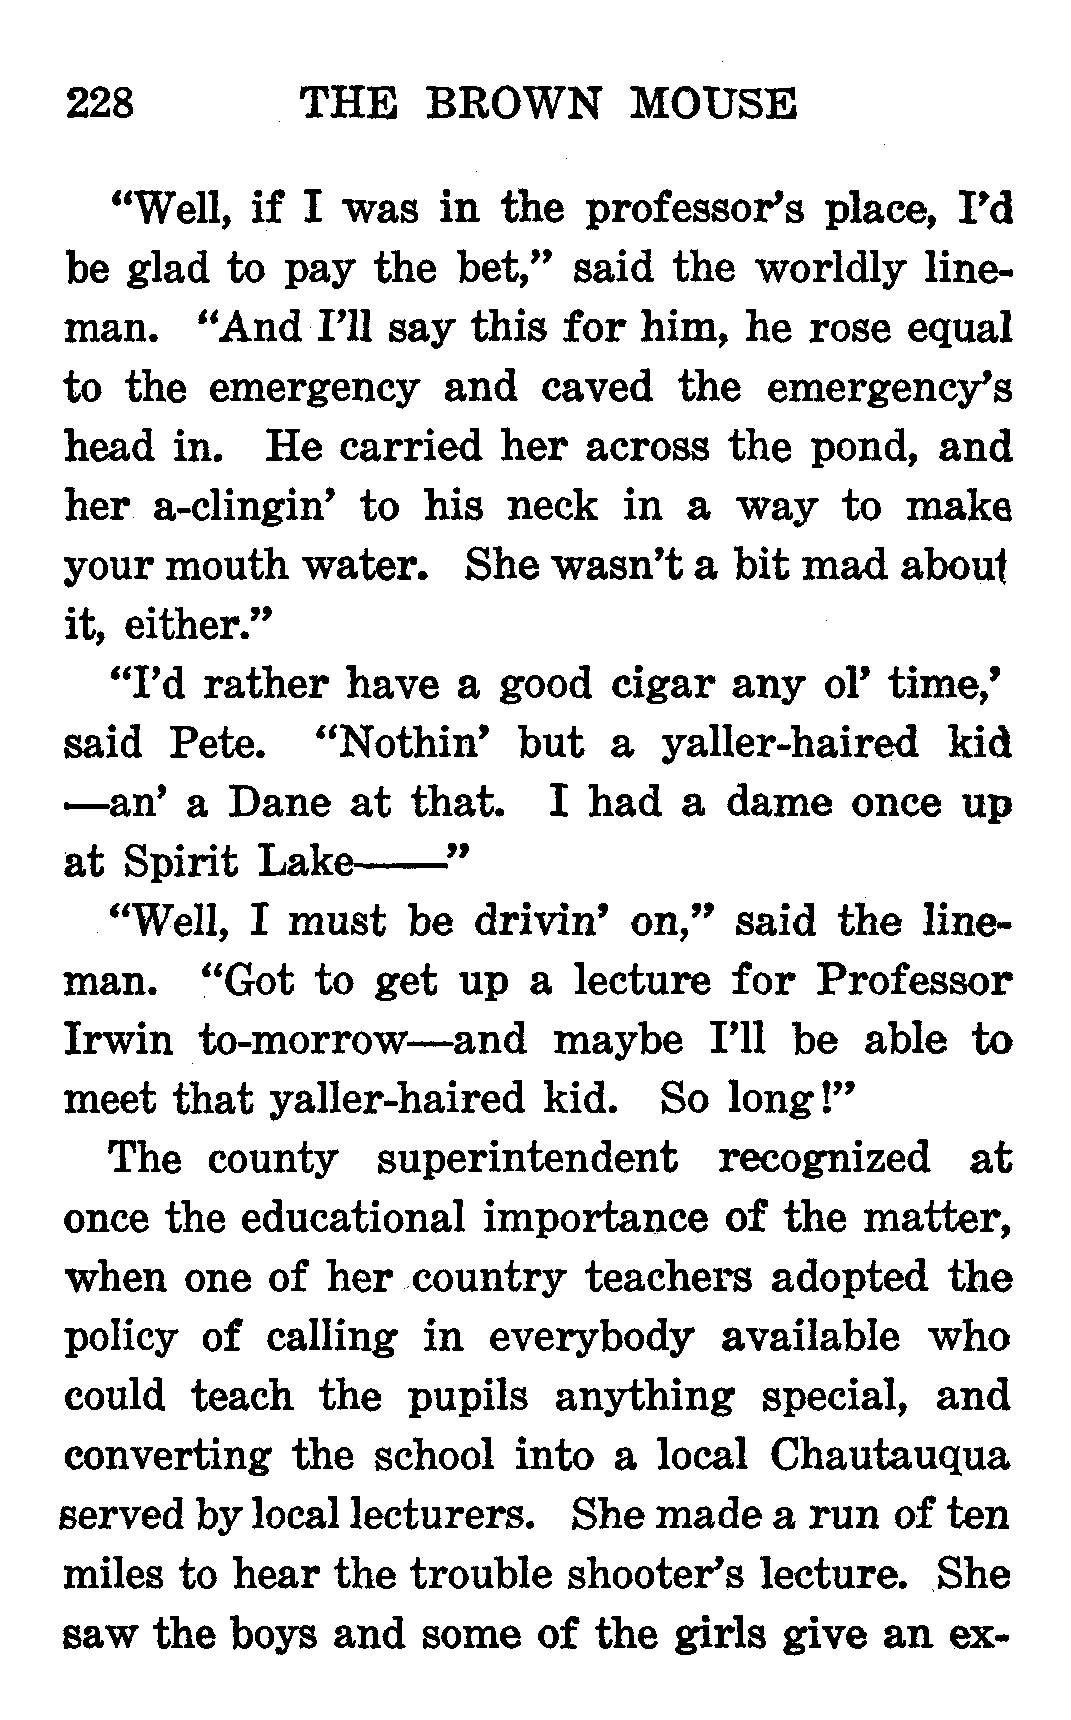 228 THE BROWN MOUSE
“Well, if I was in the professor’s place, I’d
be glad to pay the bet,” said the worldly line-
man. “And I’ll say this for him, he rose equal
to the emergency and caved the emergency’s
head in. He carried her across the pond, and
her a-clingin’ to his neck in a way to make
your mouth water. She wasn’t a bit mad about
it, either.”
“I’d rather have a good cigar any ol’ time,’
said Pete. “Nothin’ but a yaller-haired kid
—an’ a Dane at that. I had a dame once up
at Spirit Lake——”
“Well, I must be drivin’ on,” said the line-
man. “Got to get up a lecture for Professor
Irwin to-morrow—and maybe I’ll be able to
meet that yaller-haired kid. So long!”
The county superintendent recognized at
once the educational importance of the matter,
when one of her country teachers adopted the
policy of calling in everybody available who
could teach the pupils anything special, and
converting the school into a local Chautauqua
served by local lecturers. She made a run of ten
miles to hear the trouble shooter’s lecture. She
saw the boys and some of the girls give an ex-